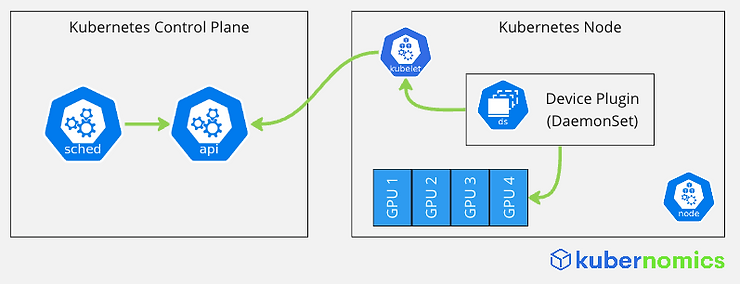 Kubernetes Control Plane
sched
api
Kubernetes Node
kubelet
ds
Device Plugin
(DaemonSet)
GPU 1
GPU 2
GPU 3
GPU 4
node
kubernomics